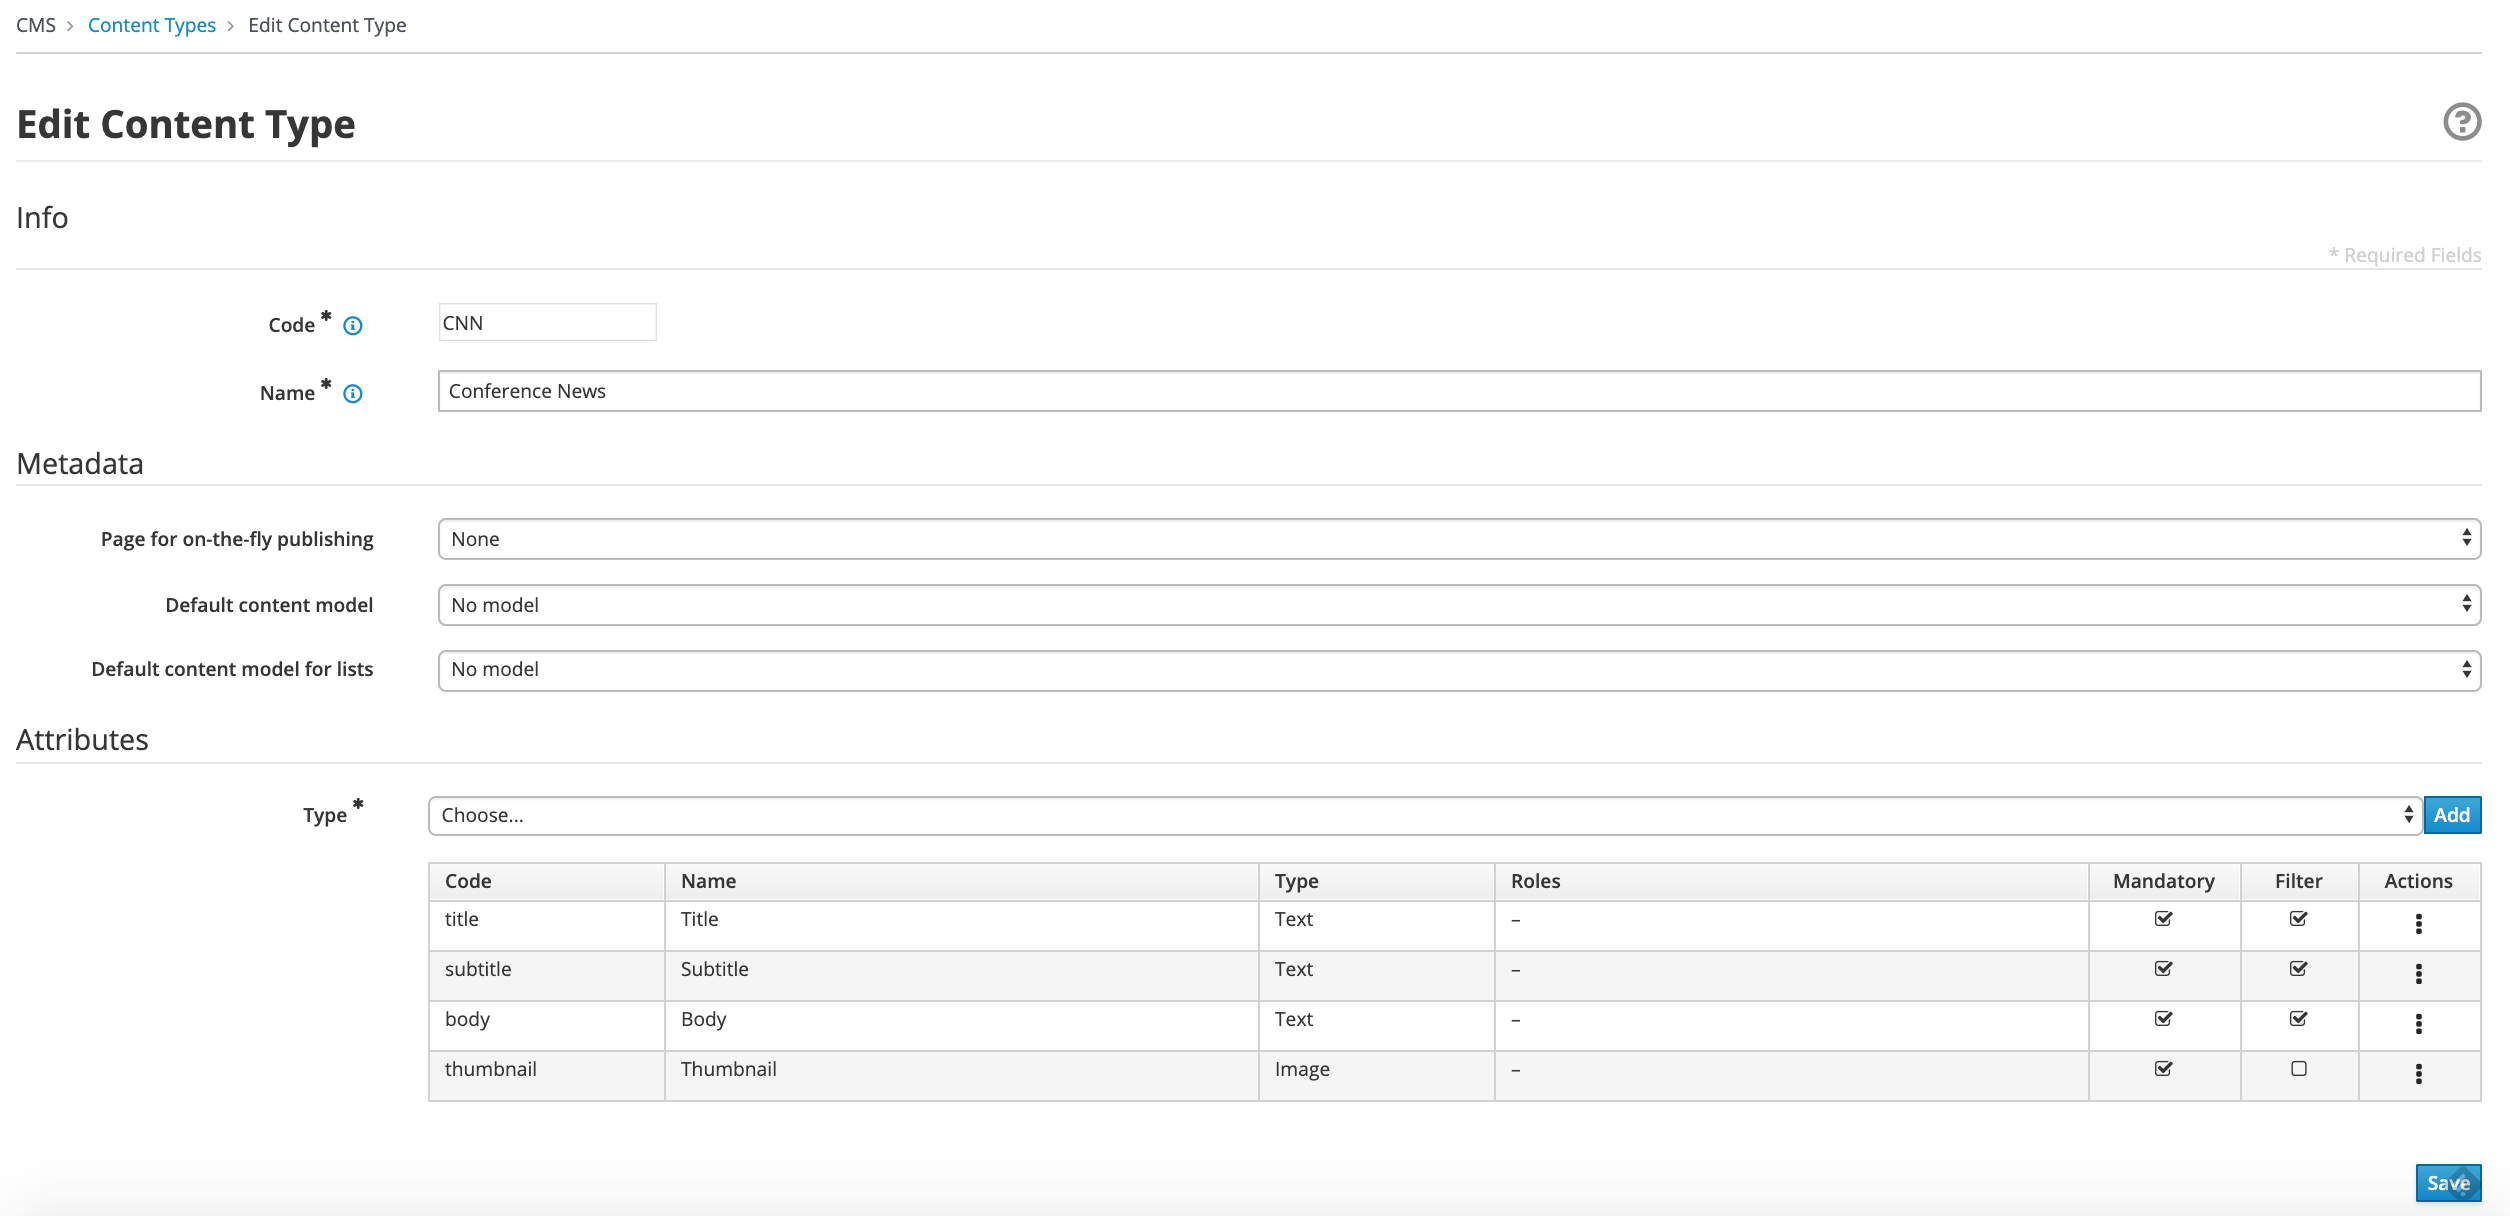 CMS > Content Types > Edit Content Type
Edit Content Type
Info
* Required Fields
Code *
CNN
Name *
Conference News
Metadata
Page for on-the-fly publishing
None
Default content model
No model
Default content model for lists
No model
Attributes
Type *
Choose...
Add
Code Name Type Roles Mandatory Filter Actions
title Title Text –
subtitle Subtitle Text –
body Body Text –
thumbnail Thumbnail Image –
Save